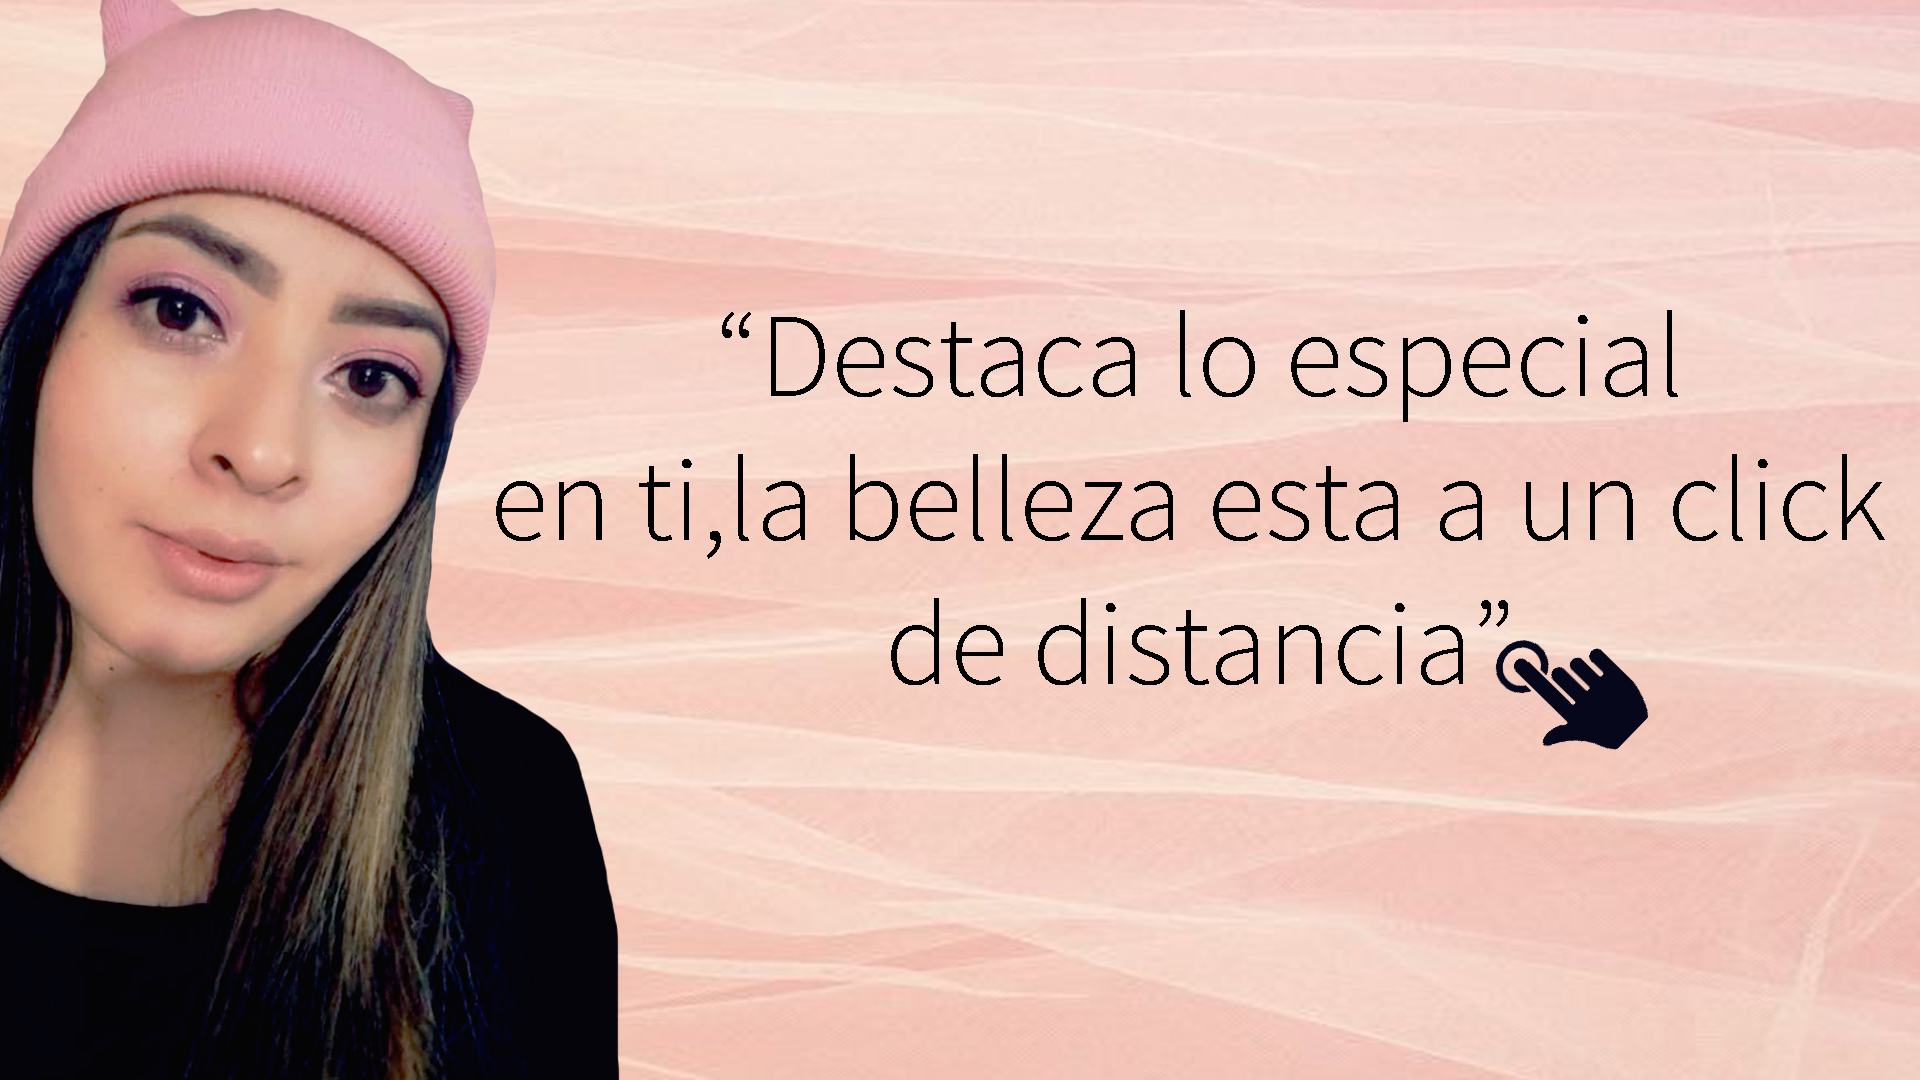 “Destaca lo especial
en ti,la belleza esta a un click
de distancia”